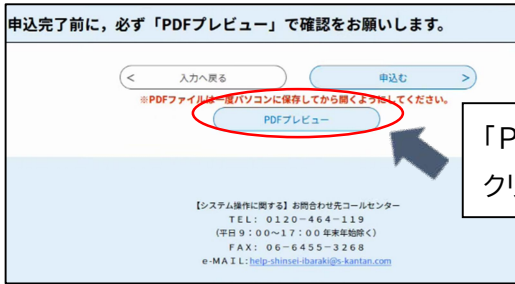 申込完了前に，必ず「PDFプレビュー」で確認をお願いします。
< 入力へ戻る
申込む >
※PDFファイルは一度パソコンに保存してから開くようにしてください。
PDFプレビュー
「P
クリ
【システム操作に関する】お問合わせ先コールセンター
TEL： 0120－464－119
(平日 9：00～17：00 年末年始除く)
FAX： 06－6455－3268
e-MAIL：help-shinsei-ibaraki@s-kantan.com